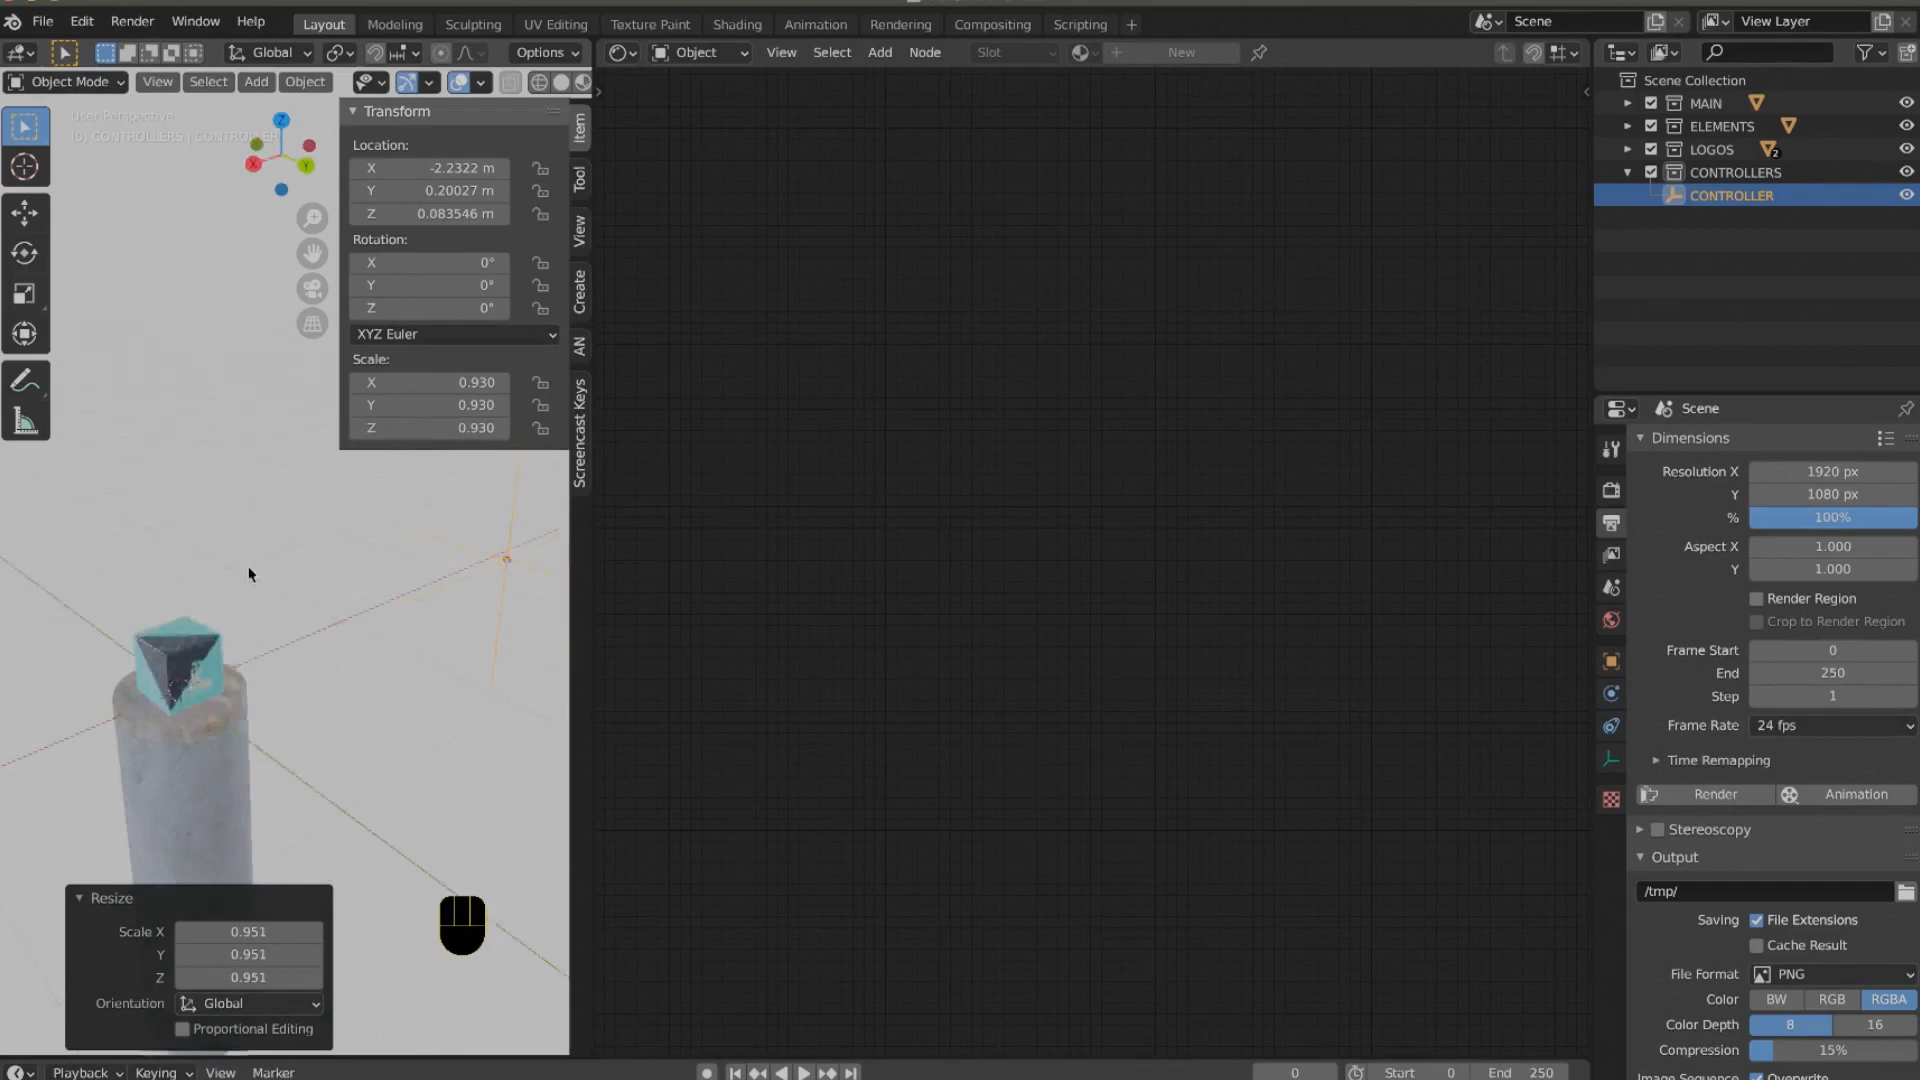 File Edit Render Window Help Layout Modeling Sculpting UV Editing Texture Paint Shading Animation Rendering Compositing Scripting + Scene View Layer
Global Options Object View Select Add Node Slot New
Object Mode View Select Add Object
User Perspective
(0) CONTROLLERS | CONTROLLER
Transform
Location:
X -2.2322 m
Y 0.20027 m
Z 0.083546 m
Rotation:
X 0°
Y 0°
Z 0°
XYZ Euler
Scale:
X 0.930
Y 0.930
Z 0.930
Item
Tool
View
Create
AN
Screencast Keys
Z
X
Y
Resize
Scale X 0.951
Y 0.951
Z 0.951
Orientation Global
Proportional Editing
Scene Collection
MAIN
ELEMENTS
LOGOS 2
CONTROLLERS
CONTROLLER
Scene
Dimensions
Resolution X 1920 px
Y 1080 px
% 100%
Aspect X 1.000
Y 1.000
Render Region
Crop to Render Region
Frame Start 0
End 250
Step 1
Frame Rate 24 fps
Time Remapping
Render Animation
Stereoscopy
Output
/tmp/
Saving File Extensions
Cache Result
File Format PNG
Color BW RGB RGBA
Color Depth 8 16
Compression 15%
Image Sequence Overwrite
Playback Keying View Marker 0 Start 0 End 250